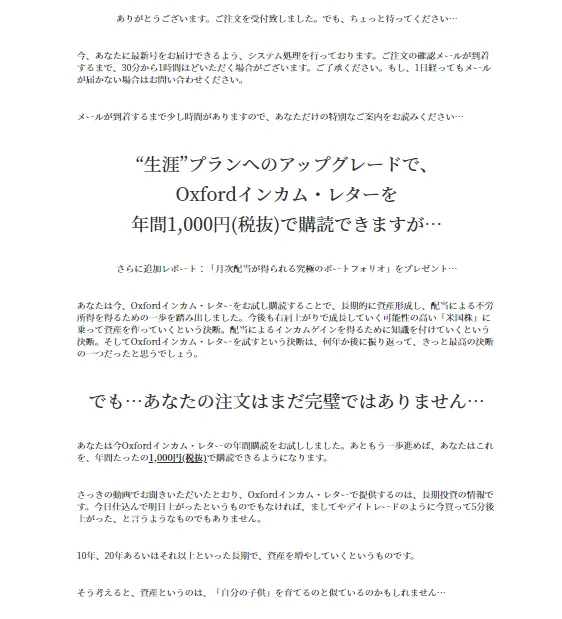 ありがとうございます。ご注文を受付致しました。でも、ちょっと待ってください…
今、あなたに最新号をお届けできるよう、システム処理を行っております。ご注文の確認メールが到着
するまで、30分から1時間ほどいただく場合がございます。ご了承ください。もし、1日経ってもメール
が届かない場合はお問い合わせください。
メールが到着するまで少し時間がありますので、あなただけの特別なご案内をお読みください…
“生涯”プランへのアップグレードで、
Oxfordインカム・レターを
年間1,000円(税抜)で購読できますが…
さらに追加レポート：「月次配当が得られる究極のポートフォリオ」をプレゼント…
あなたは今、Oxfordインカム・レターをお試し購読することで、長期的に資産形成し、配当による不労
所得を得るための一歩を踏み出しました。今後も右肩上がりで成長していく可能性の高い「米国株」に
乗って資産を作っていくという決断。配当によるインカムゲインを得るために知識を付けていくという
決断。そしてOxfordインカム・レターを試すという決断は、何年か後に振り返って、きっと最高の決断
の一つだったと思うでしょう。
でも…あなたの注文はまだ完璧ではありません…
あなたは今Oxfordインカム・レターの年間購読をお試ししました。あともう一歩進めば、あなたはこれ
を、年間たったの1,000円(税抜)で購読できるようになります。
さっきの動画でお聞きいただいたとおり、Oxfordインカム・レターで提供するのは、長期投資の情報で
す。今日仕込んで明日上がったというものでもなければ、ましてやデイトレードのように今買って5分後
上がった、と言うようなものでもありません。
10年、20年あるいはそれ以上といった長期で、資産を増やしていくというものです。
そう考えると、資産というのは、「自分の子供」を育てるのと似ているのかもしれません…